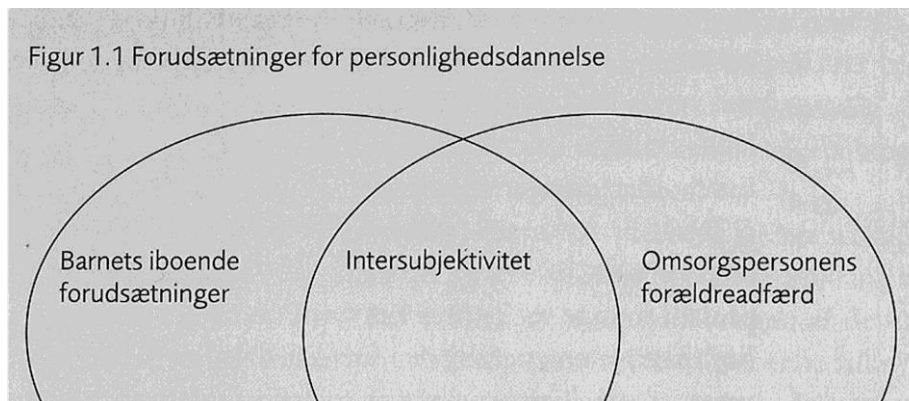 Figur 1.1 Forudsætninger for personlighedsdannelse
Barnets iboende
forudsætninger
Intersubjektivitet
Omsorgspersonens
forældreadfærd